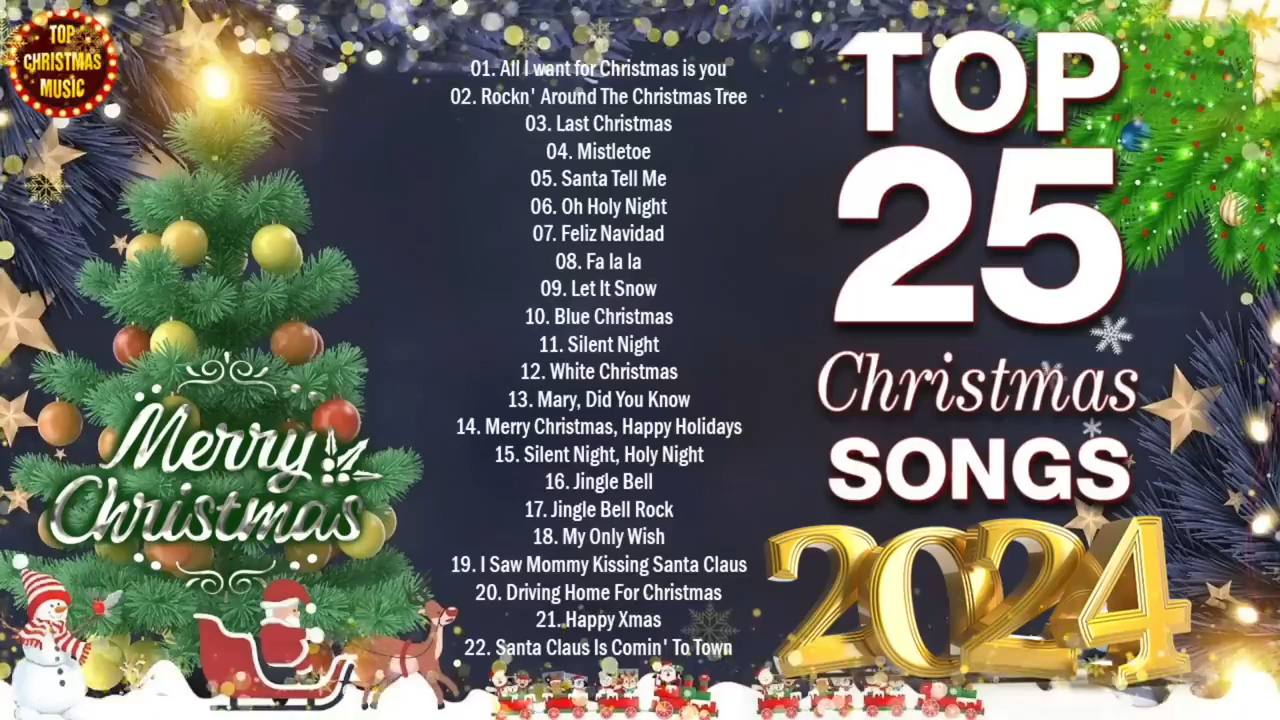 TOP
CHRISTMAS
MUSIC
01. All I want for Christmas is you
02. Rockn' Around The Christmas Tree
03. Last Christmas
04. Mistletoe
05. Santa Tell Me
06. Oh Holy Night
07. Feliz Navidad
08. Fa la la
09. Let It Snow
10. Blue Christmas
11. Silent Night
12. White Christmas
13. Mary, Did You Know
14. Merry Christmas, Happy Holidays
15. Silent Night, Holy Night
16. Jingle Bell
17. Jingle Bell Rock
18. My Only Wish
19. I Saw Mommy Kissing Santa Claus
20. Driving Home For Christmas
21. Happy Xmas
22. Santa Claus Is Comin' To Town
Merry
Christmas
TOP
25
Christmas
SONGS
2024